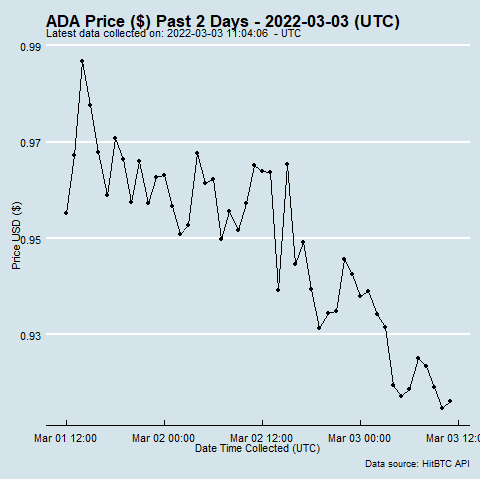 ADA Price ($) Past 2 Days - 2022-03-03 (UTC)
Latest data collected on: 2022-03-03 11:04:06 - UTC
0.99
0.97
0.95
0.93
Price USD ($)
Mar 01 12:00 Mar 02 00:00 Mar 02 12:00 Mar 03 00:00 Mar 03 12:
Date Time Collected (UTC)
Data source: HitBTC API